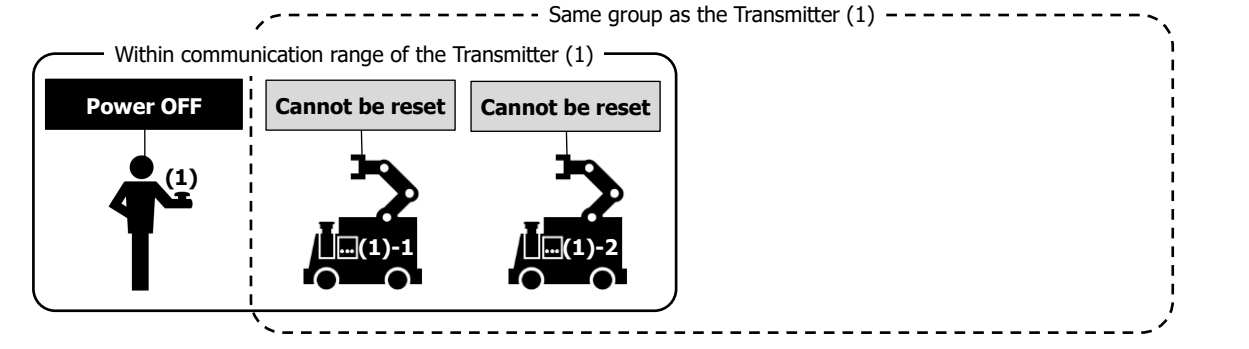 Same group as the Transmitter (1)
Within communication range of the Transmitter (1)
Power OFF
Cannot be reset
Cannot be reset
(1)
...(1)-1
...(1)-2